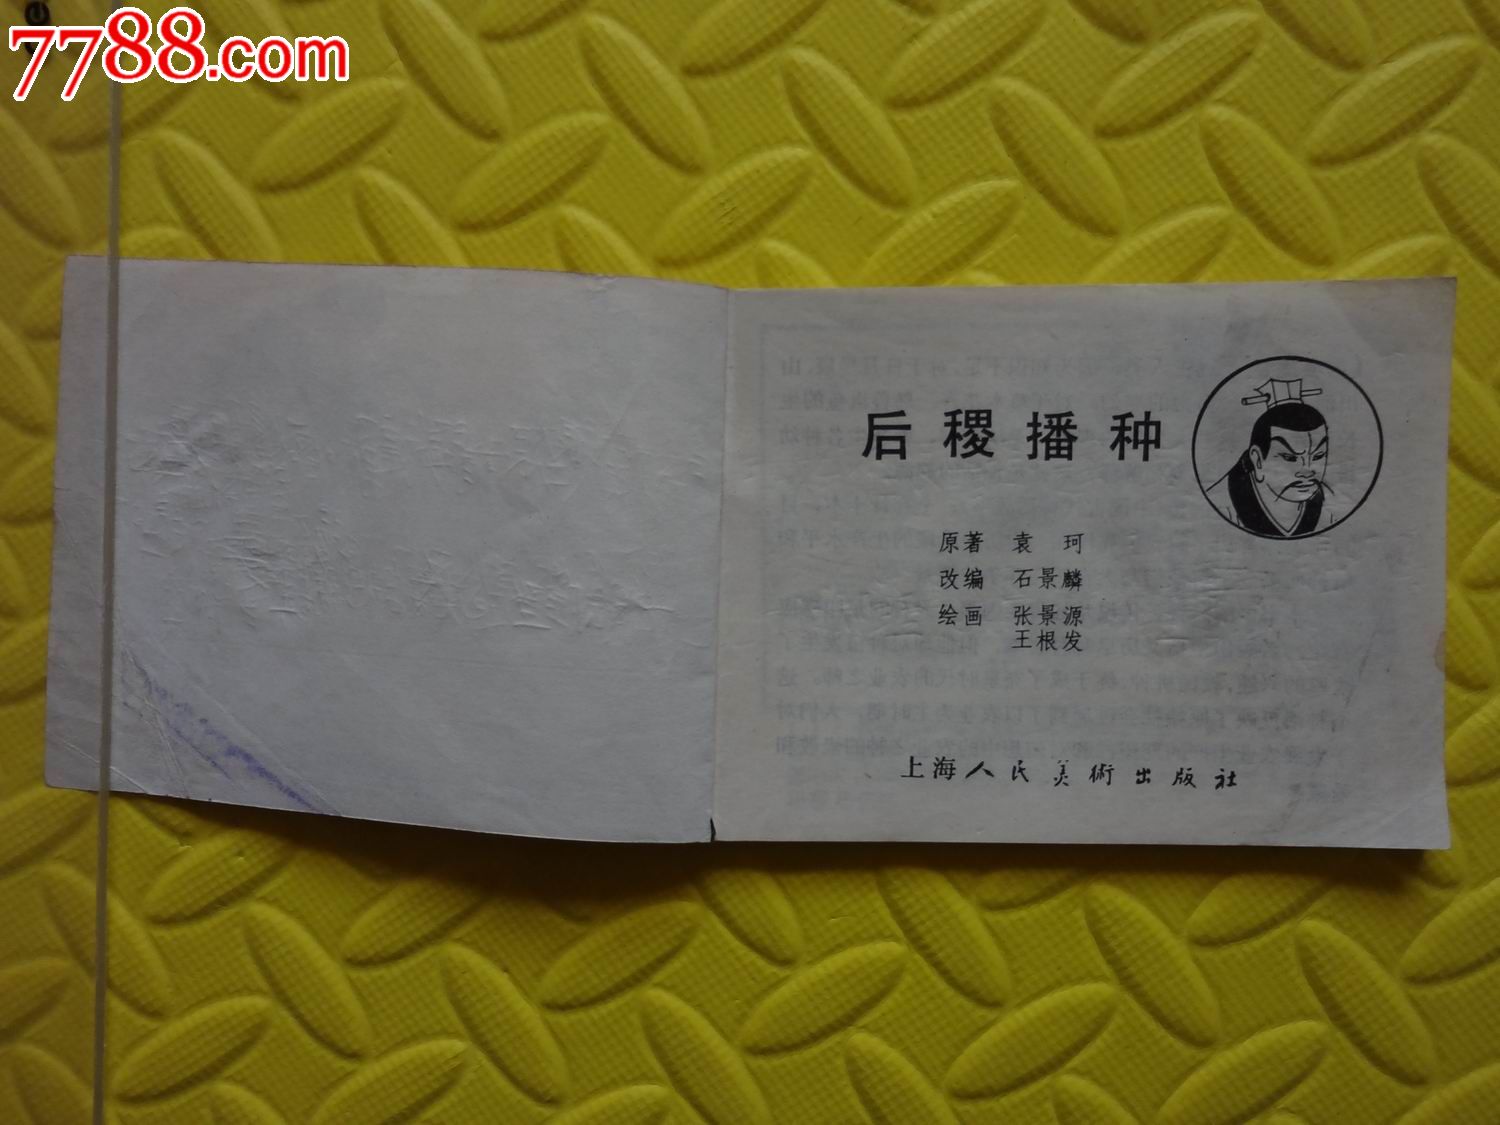 7788.com
后稷播种
原著 袁 珂
改编 石景麟
绘画 张景源
王根发
上海人民美術出版社